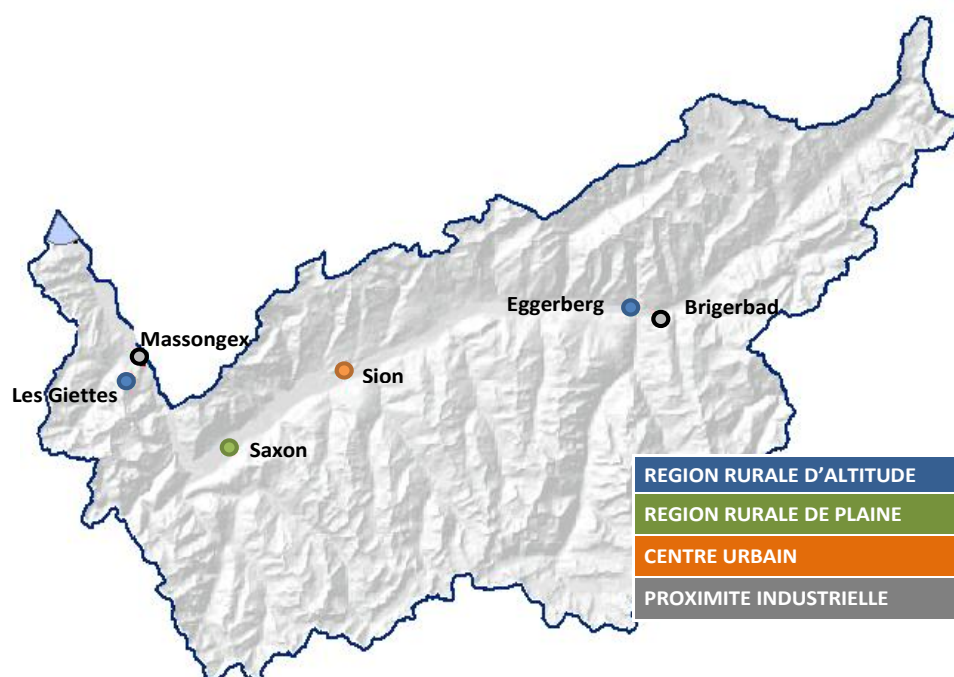 Eggerberg
Brigerbad
Massongex
Les Giettes
Sion
Saxon
REGION RURALE D'ALTITUDE
REGION RURALE DE PLAINE
CENTRE URBAIN
PROXIMITE INDUSTRIELLE